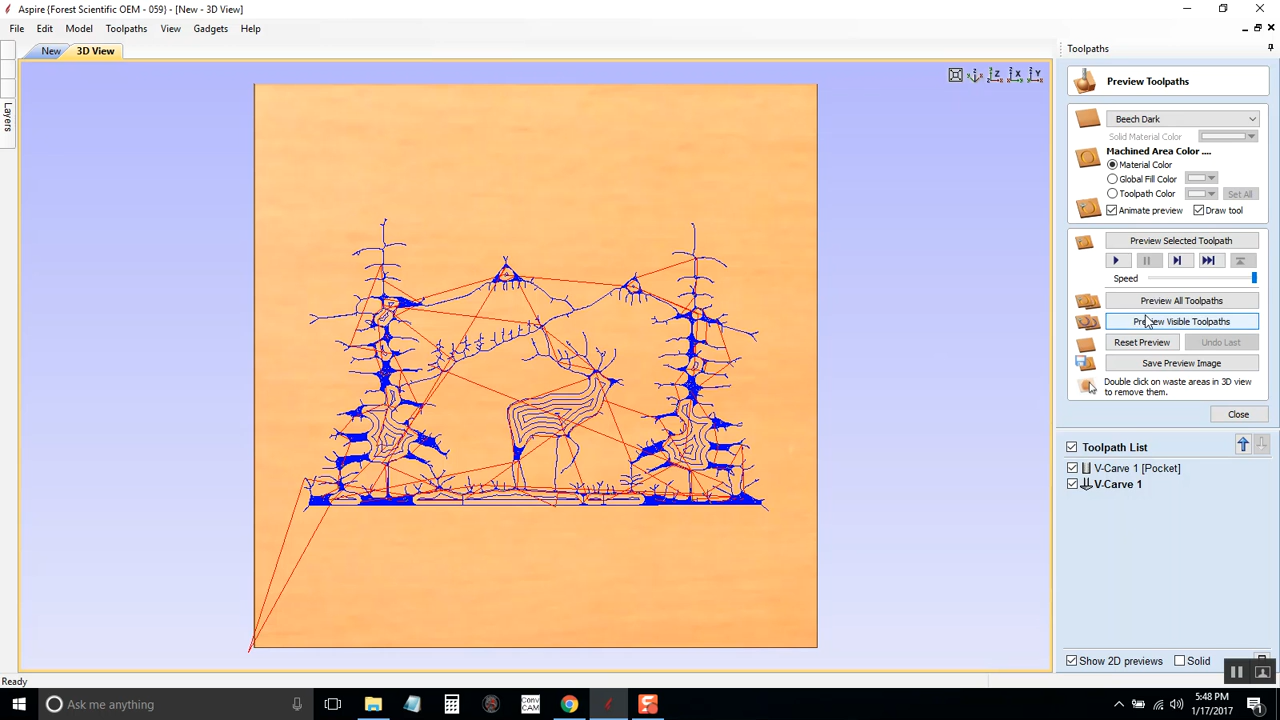 Aspire {Forest Scientific OEM - 059} - [New - 3D View]
File Edit Model Toolpaths View Gadgets Help
New 3D View
Layers
Z X Y
Toolpaths
Preview Toolpaths
Beech Dark
Solid Material Color
Machined Area Color ....
Material Color
Global Fill Color
Toolpath Color Set All
Animate preview Draw tool
Preview Selected Toolpath
Speed
Preview All Toolpaths
Preview Visible Toolpaths
Reset Preview Undo Last
Save Preview Image
Double click on waste areas in 3D view
to remove them.
Close
Toolpath List
V-Carve 1 [Pocket]
V-Carve 1
Show 2D previews Solid
Ready
Ask me anything
Conv
CAM
5:48 PM
1/17/2017